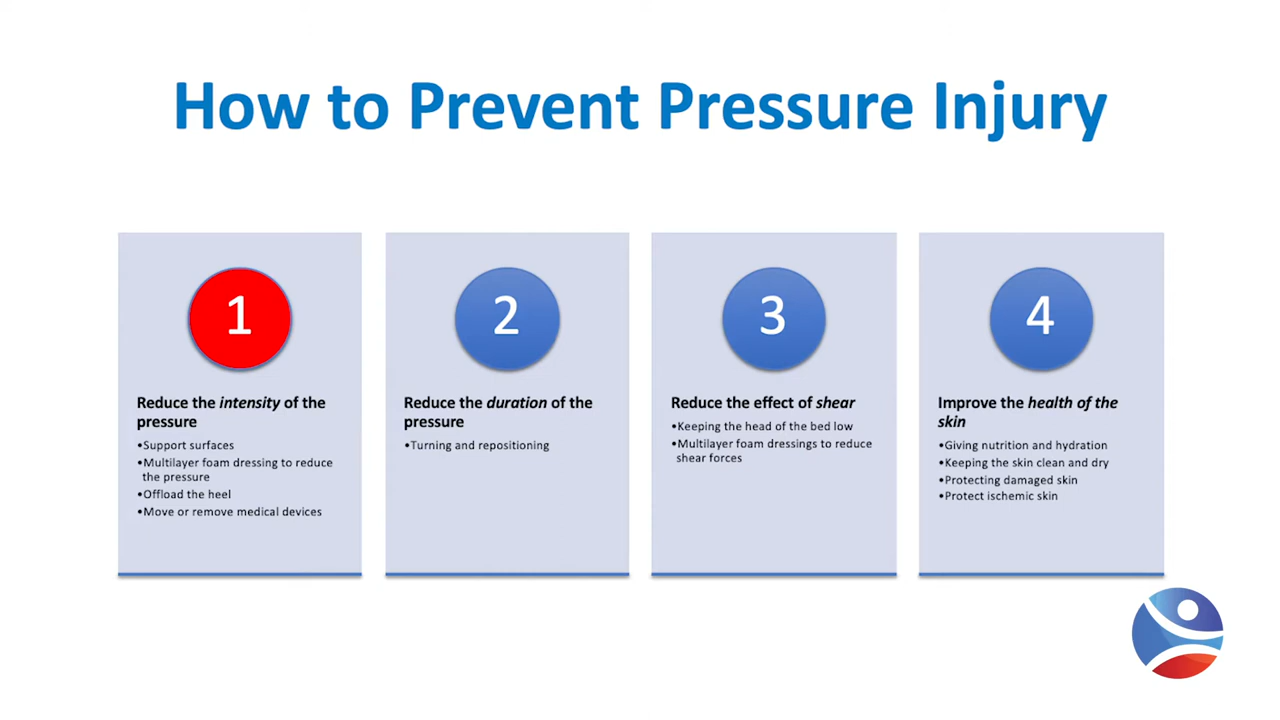 How to Prevent Pressure Injury
1
Reduce the intensity of the
pressure
•Support surfaces
•Multilayer foam dressing to reduce
the pressure
•Offload the heel
•Move or remove medical devices
2
Reduce the duration of the
pressure
•Turning and repositioning
3
Reduce the effect of shear
•Keeping the head of the bed low
•Multilayer foam dressings to reduce
shear forces
4
Improve the health of the
skin
•Giving nutrition and hydration
•Keeping the skin clean and dry
•Protecting damaged skin
•Protect ischemic skin